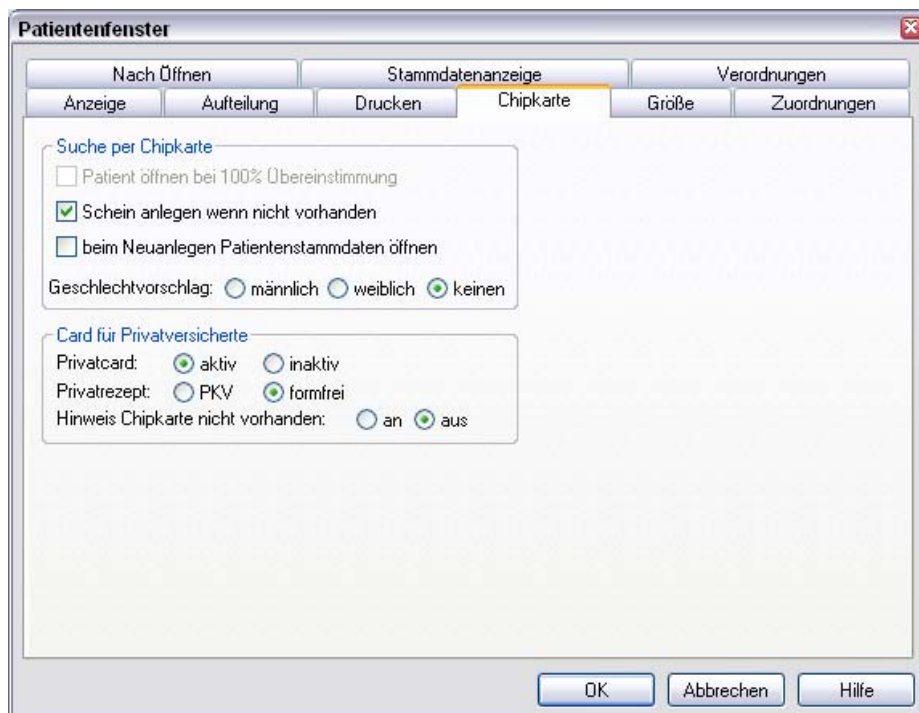 Patientenfenster
Nach Öffnen Stammdatenanzeige Verordnungen
Anzeige Aufteilung Drucken Chipkarte Größe Zuordnungen
Suche per Chipkarte
Patient öffnen bei 100% Übereinstimmung
Schein anlegen wenn nicht vorhanden
beim Neuanlegen Patientenstammdaten öffnen
Geschlechtvorschlag: männlich weiblich keinen
Card für Privatversicherte
Privatcard: aktiv inaktiv
Privatrezept: PKV formfrei
Hinweis Chipkarte nicht vorhanden: an aus
OK Abbrechen Hilfe